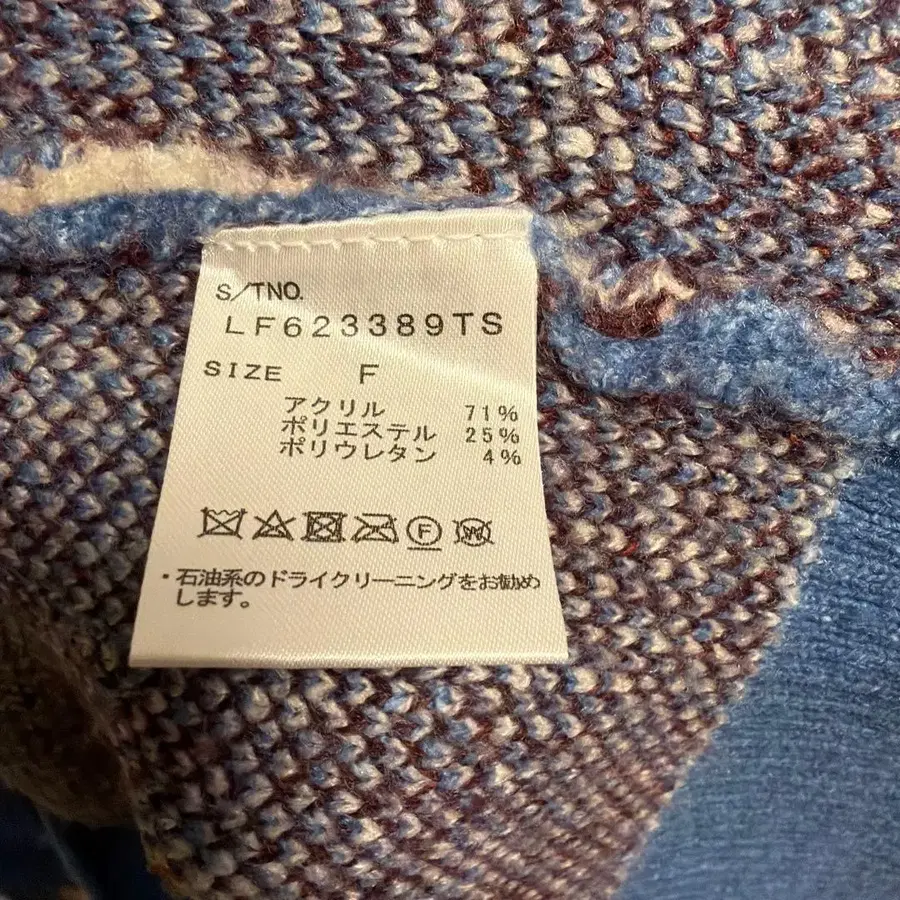 S/TNO.
LF623389TS
SIZE F
アクリル 71%
ポリエステル 25%
ポリウレタン 4%
F W
・石油系のドライクリーニングをお勧め
します。